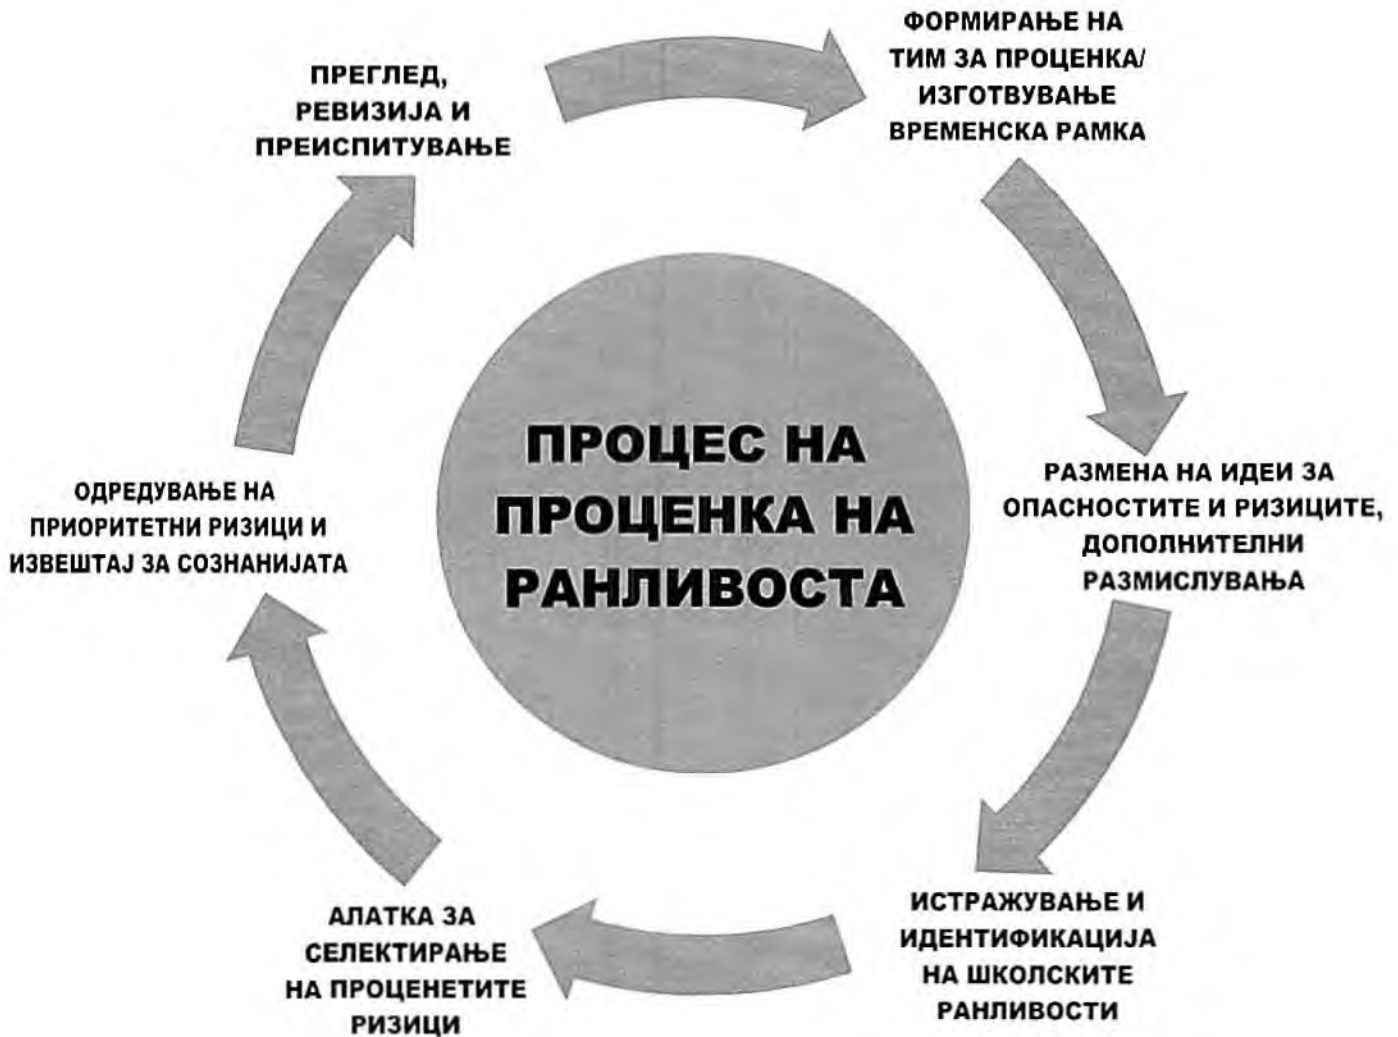 ФОРМИРАЊЕ НА
ТИМ ЗА ПРОЦЕНКА/
ИЗГОТВУВАЊЕ
ВРЕМЕНСКА РАМКА
РАЗМЕНА НА ИДЕИ ЗА
ОПАСНОСТИТЕ И РИЗИЦИТЕ,
ДОПОЛНИТЕЛНИ
РАЗМИСЛУВАЊА
ИСТРАЖУВАЊЕ И
ИДЕНТИФИКАЦИЈА
НА ШКОЛСКИТЕ
РАНЛИВОСТИ
АЛАТКА ЗА
СЕЛЕКТИРАЊЕ
НА ПРОЦЕНЕТИТЕ
РИЗИЦИ
ОДРЕДУВАЊЕ НА
ПРИОРИТЕТНИ РИЗИЦИ И
ИЗВЕШТАЈ ЗА СОЗНАНИЈАТА
ПРЕГЛЕД,
РЕВИЗИЈА И
ПРЕИСПИТУВАЊЕ
ПРОЦЕС НА
ПРОЦЕНКА НА
РАНЛИВОСТА